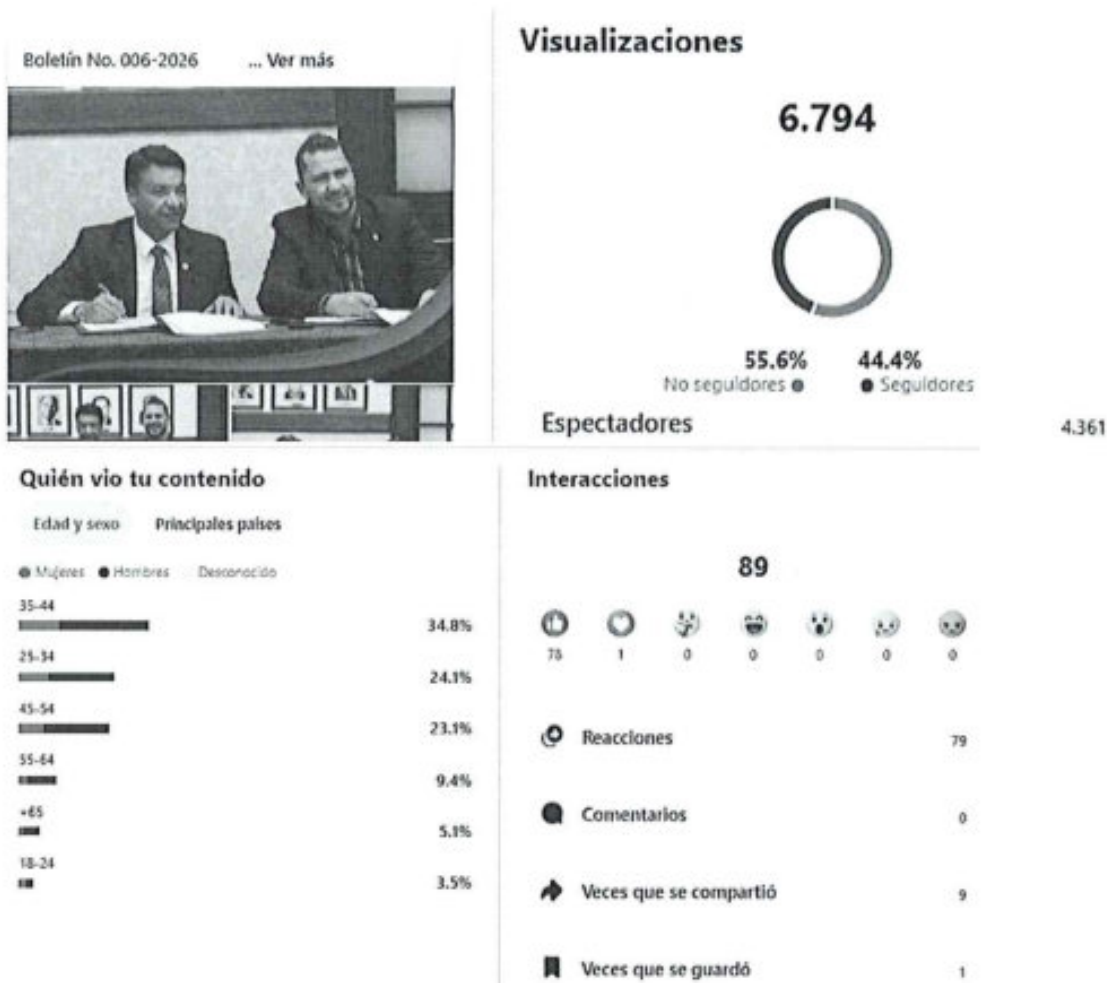 Boletín No. 006-2026 ... Ver más
Visualizaciones
6.794
55.6% 44.4%
No seguidores Seguidores
Espectadores 4.361
Quién vio tu contenido
Edad y sexo Principales países
Mujeres Hombres Desconocido
35-44
34.8%
25-34
24.1%
45-54
23.1%
55-64
9.4%
+65
5.1%
18-24
3.5%
Interacciones
89
78 1 0 0 0 0 0
Reacciones 79
Comentarios 0
Veces que se compartió 9
Veces que se guardó 1